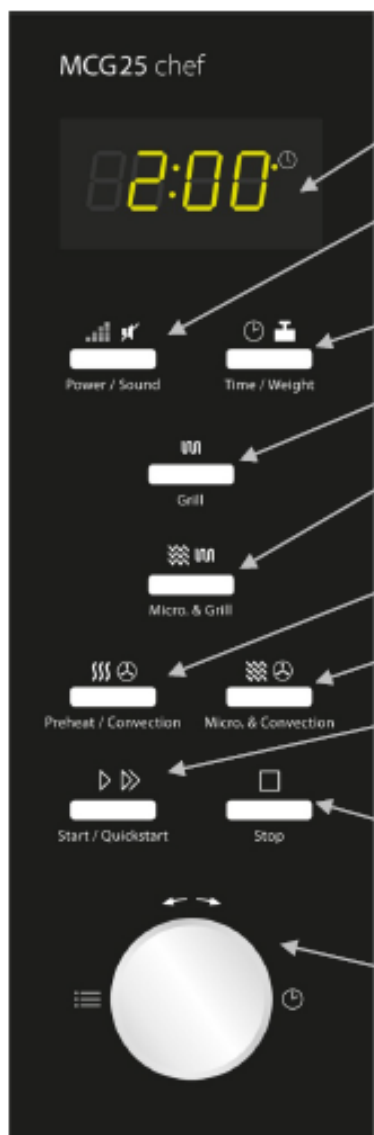 MCG25 chef
2:00
Power / Sound
Time / Weight
Grill
Micro. & Grill
Preheat / Convection
Micro. & Convection
Start / Quickstart
Stop